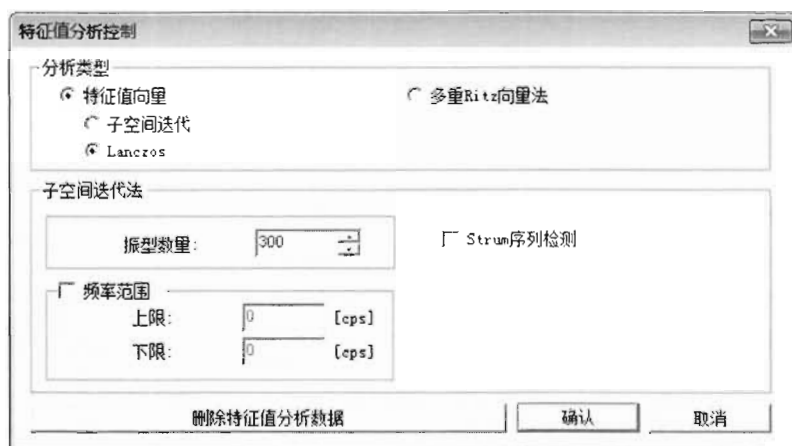 特征值分析控制
分析类型
特征值向量
多重Ritz向量法
子空间迭代
Lanczos
子空间迭代法
振型数量: 300
Strum序列检测
频率范围
上限: 0 [cps]
下限: 0 [cps]
删除特征值分析数据 确认 取消